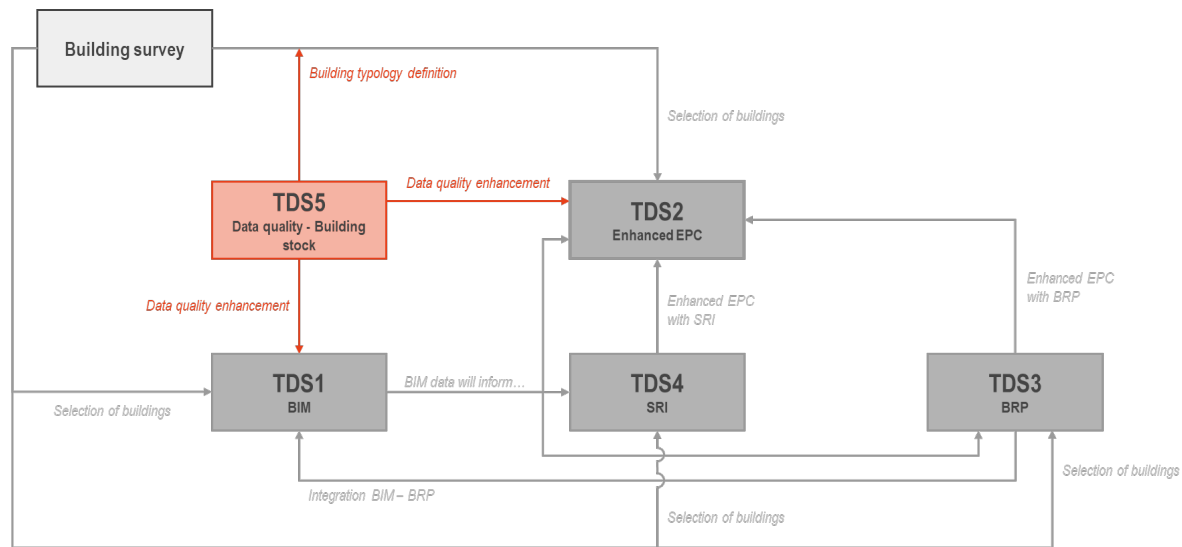 Building survey
Building typology definition
Selection of buildings
TDS5
Data quality - Building
stock
Data quality enhancement
TDS2
Enhanced EPC
Data quality enhancement
Enhanced EPC
with SRI
Enhanced EPC
with BRP
TDS1
BIM
BIM data will inform…
TDS4
SRI
TDS3
BRP
Selection of buildings
Selection of buildings
Integration BIM – BRP
Selection of buildings